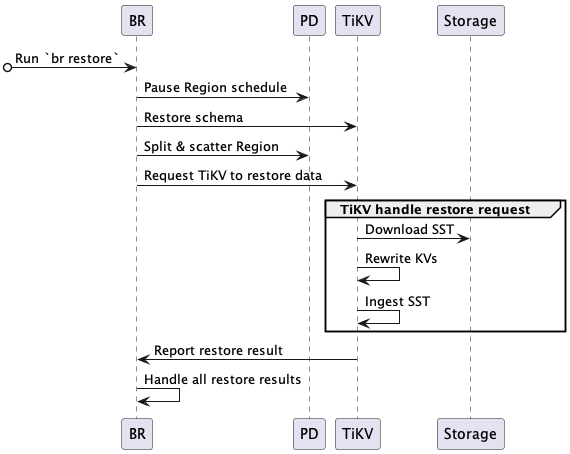 BR PD TiKV Storage
Run `br restore`
Pause Region schedule
Restore schema
Split & scatter Region
Request TiKV to restore data
TiKV handle restore request
Download SST
Rewrite KVs
Ingest SST
Report restore result
Handle all restore results
BR PD TiKV Storage